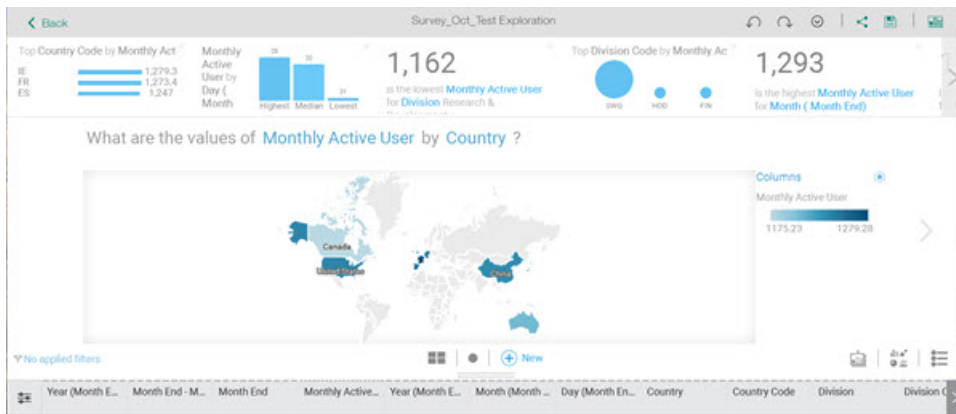 Back
Survey_Oct_Test Exploration
Top Country Code by Monthly Act
IE 1,279.3
FR 1,273.4
ES 1,247
Monthly
Active
User by
Day (
Month
Highest Median Lowest
1,162
is the lowest Monthly Active User
for Division Research &
Top Division Code by Monthly Ac
SWG HDD FIN
1,293
is the highest Monthly Active User
for Month ( Month End)
What are the values of Monthly Active User by Country ?
Canada
United States
China
Columns
Monthly Active User
1175.23 1279.28
No applied filters
New
Year (Month E... Month End - M... Month End Monthly Active... Year (Month E... Month (Month ... Day (Month En... Country Country Code Division Division C